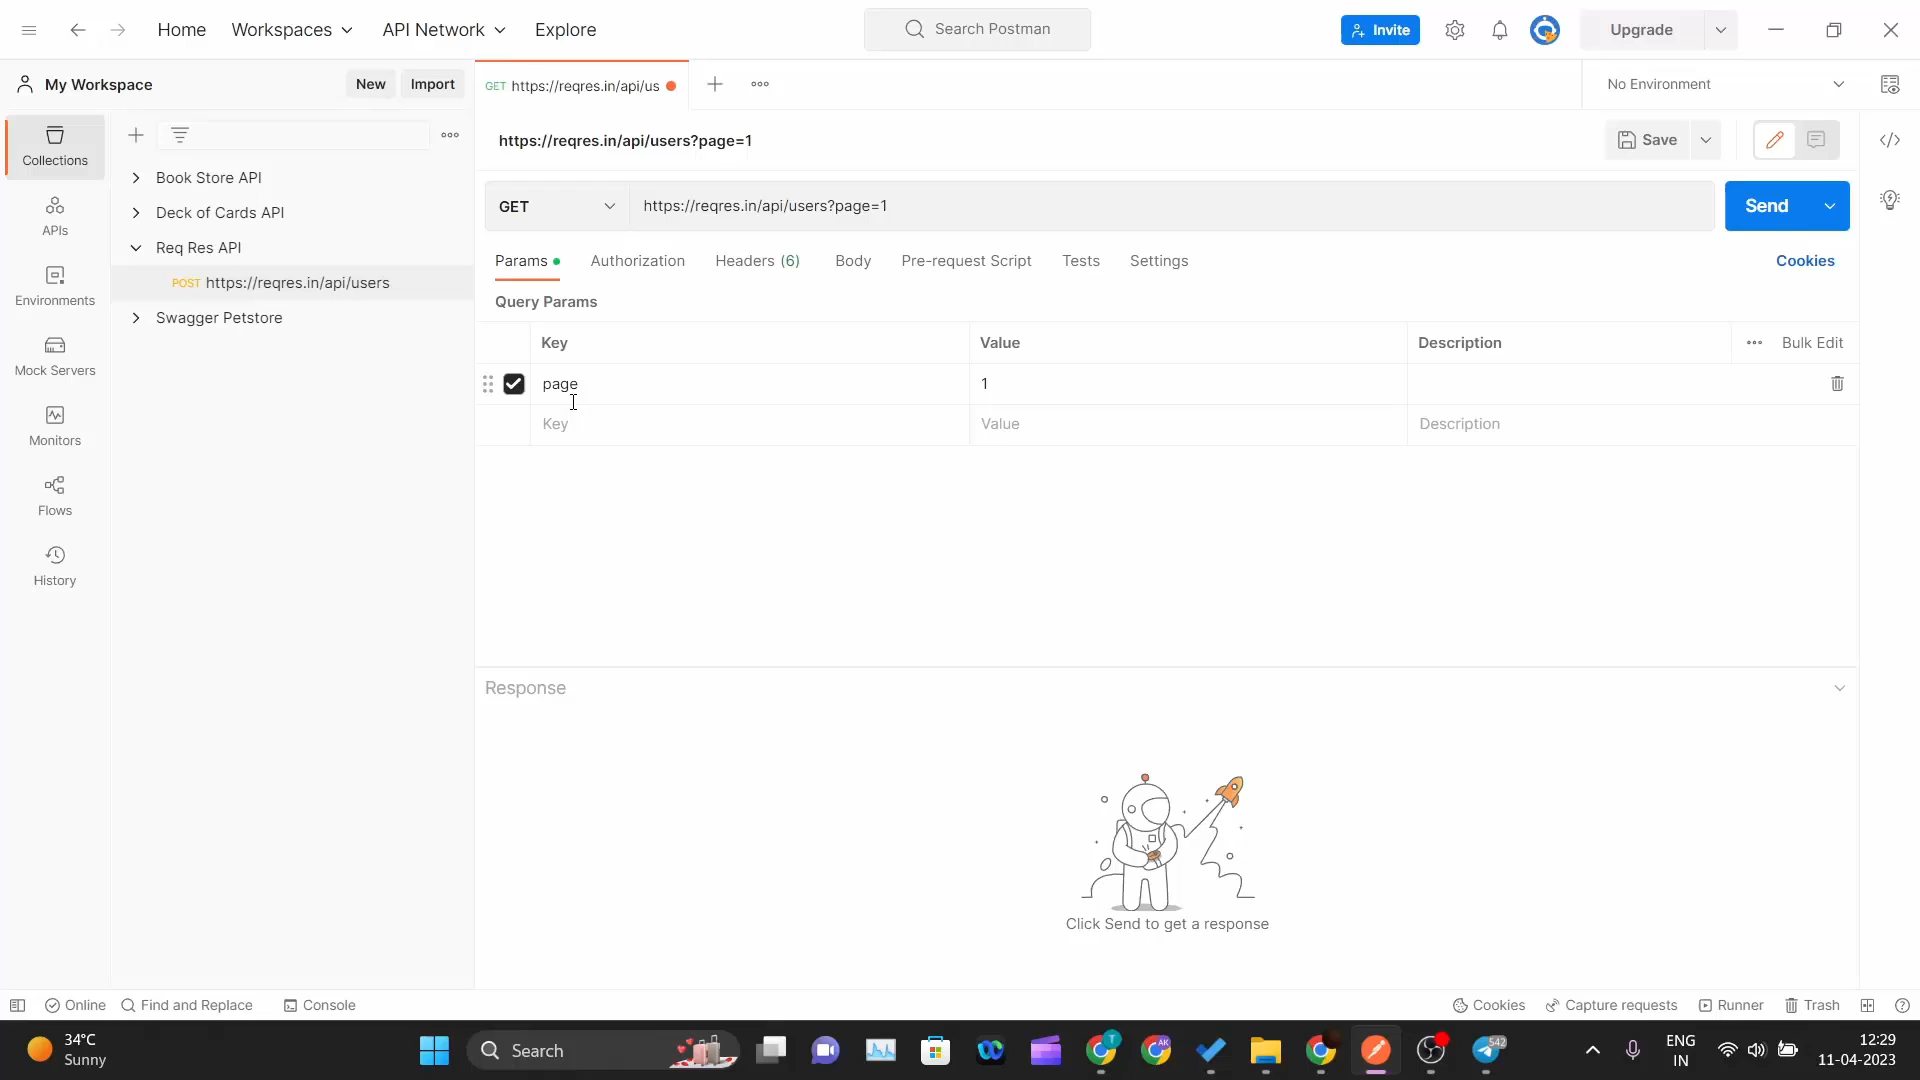 Home Workspaces API Network Explore Search Postman Invite Upgrade
My Workspace New Import GET https://reqres.in/api/us No Environment
Collections
APIs
Environments
Mock Servers
Monitors
Flows
History
Book Store API
Deck of Cards API
Req Res API
POST https://reqres.in/api/users
Swagger Petstore
https://reqres.in/api/users?page=1 Save
GET https://reqres.in/api/users?page=1 Send
Params Authorization Headers (6) Body Pre-request Script Tests Settings Cookies
Query Params
Key Value Description Bulk Edit
page 1
Key Value Description
Response
Click Send to get a response
Online Find and Replace Console Cookies Capture requests Runner Trash
34°C
Sunny
Search
T
AK
542
ENG
IN
12:29
11-04-2023